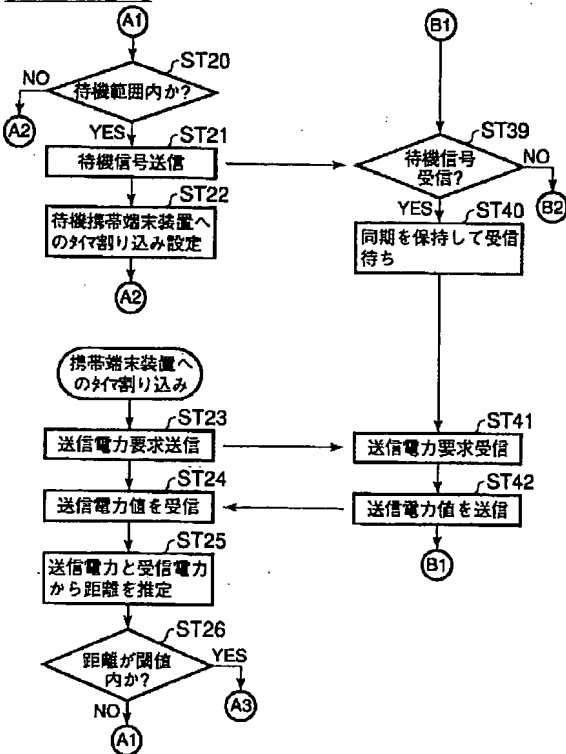 A1
ST20
NO
待機範囲内か?
A2
YES
ST21
待機信号送信
ST22
待機携帯端末装置へ
のタイマ割り込み設定
A2
携帯端末装置へ
のタイマ割り込み
ST23
送信電力要求送信
ST24
送信電力値を受信
ST25
送信電力と受信電力
から距離を推定
ST26
距離が閾値
内か?
YES
A3
NO
A1
B1
ST39
待機信号
受信?
NO
B2
YES
ST40
同期を保持して受信
待ち
ST41
送信電力要求受信
ST42
送信電力値を送信
B1